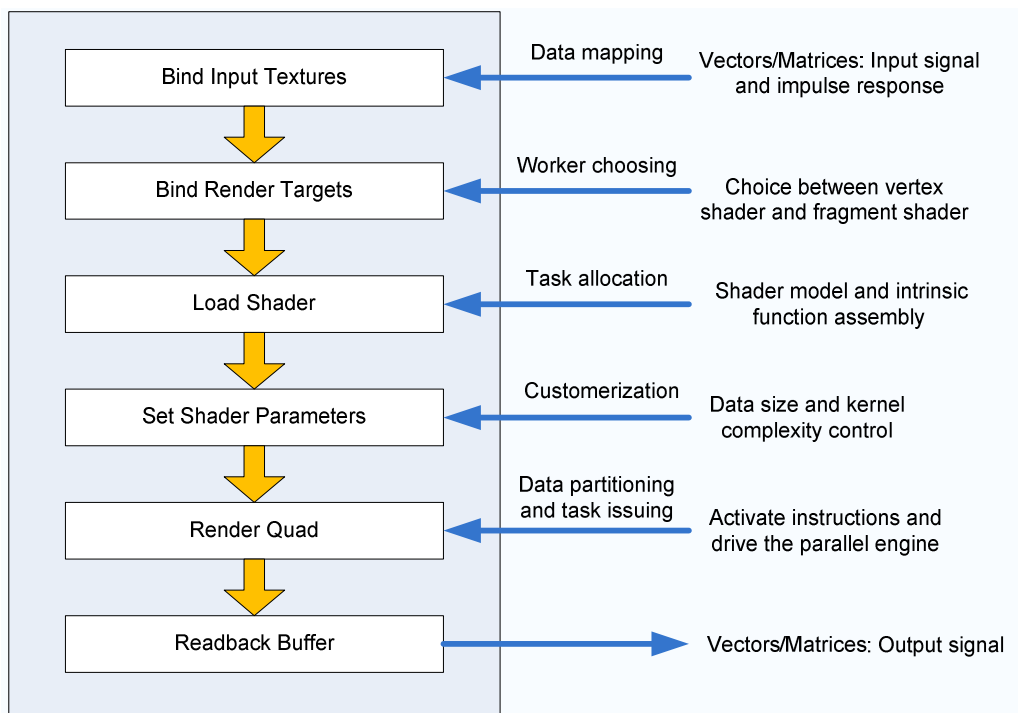 Bind Input Textures
Data mapping
Vectors/Matrices: Input signal
and impulse response
Bind Render Targets
Worker choosing
Choice between vertex
shader and fragment shader
Load Shader
Task allocation
Shader model and intrinsic
function assembly
Set Shader Parameters
Customerization
Data size and kernel
complexity control
Render Quad
Data partitioning
and task issuing
Activate instructions and
drive the parallel engine
Readback Buffer
Vectors/Matrices: Output signal